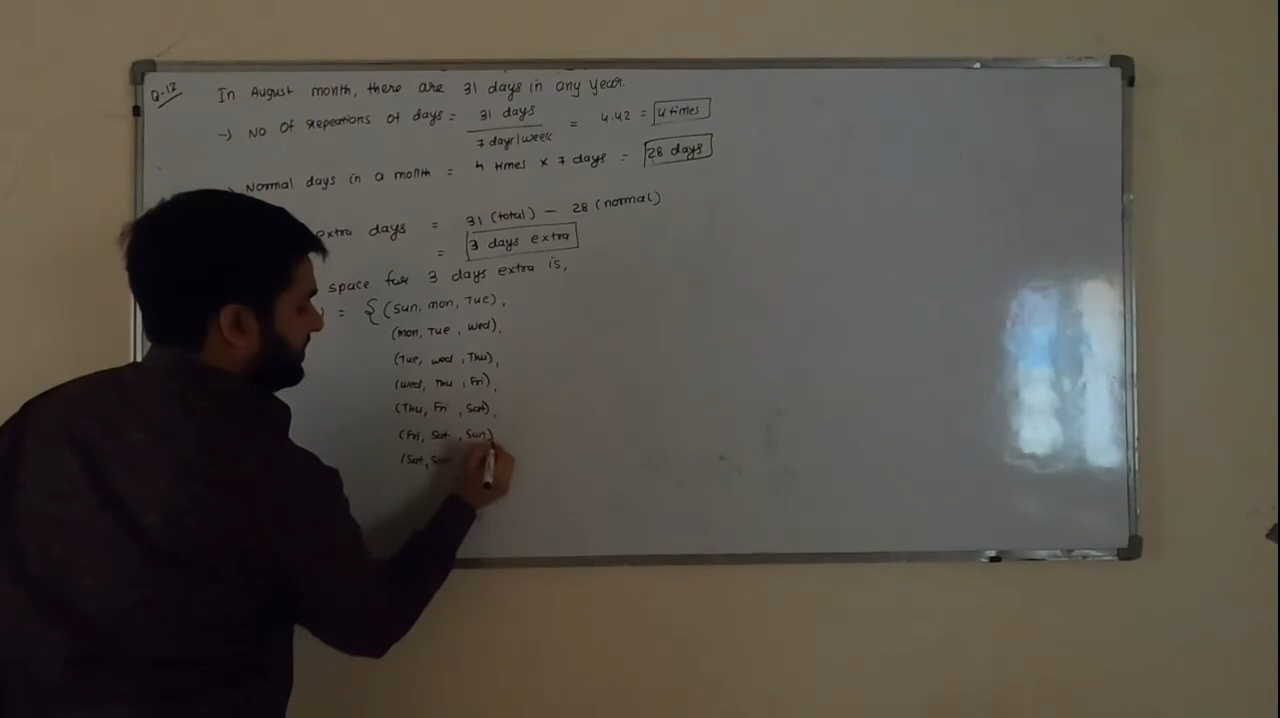 Q-12 In August month, there are 31 days in any year.
→ No of repeations of days = 31 days / 7 days/week = 4.42 = 4 times
Normal days in a month = 4 times × 7 days = 28 days
extra days = 31 (total) - 28 (normal)
= 3 days extra
space for 3 days extra is,
= { (Sun, mon, Tue),
(mon, Tue, Wed),
(Tue, wed, Thu),
(wed, Thu, Fri),
(Thu, Fri, Sat),
(Fri, Sat, Sun)
(Sat, Sun